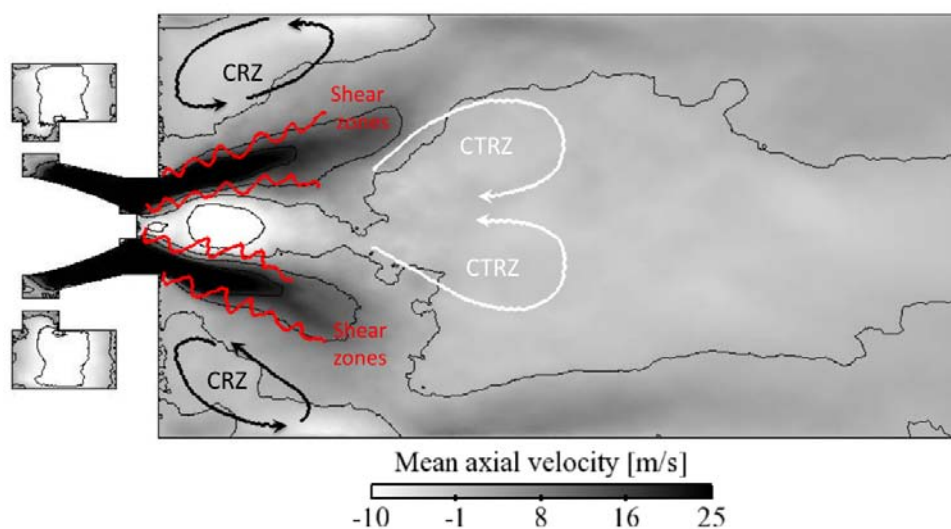 CRZ
Shear
zones
CTRZ
CTRZ
Shear
zones
CRZ
Mean axial velocity [m/s]
-10 -1 8 16 25